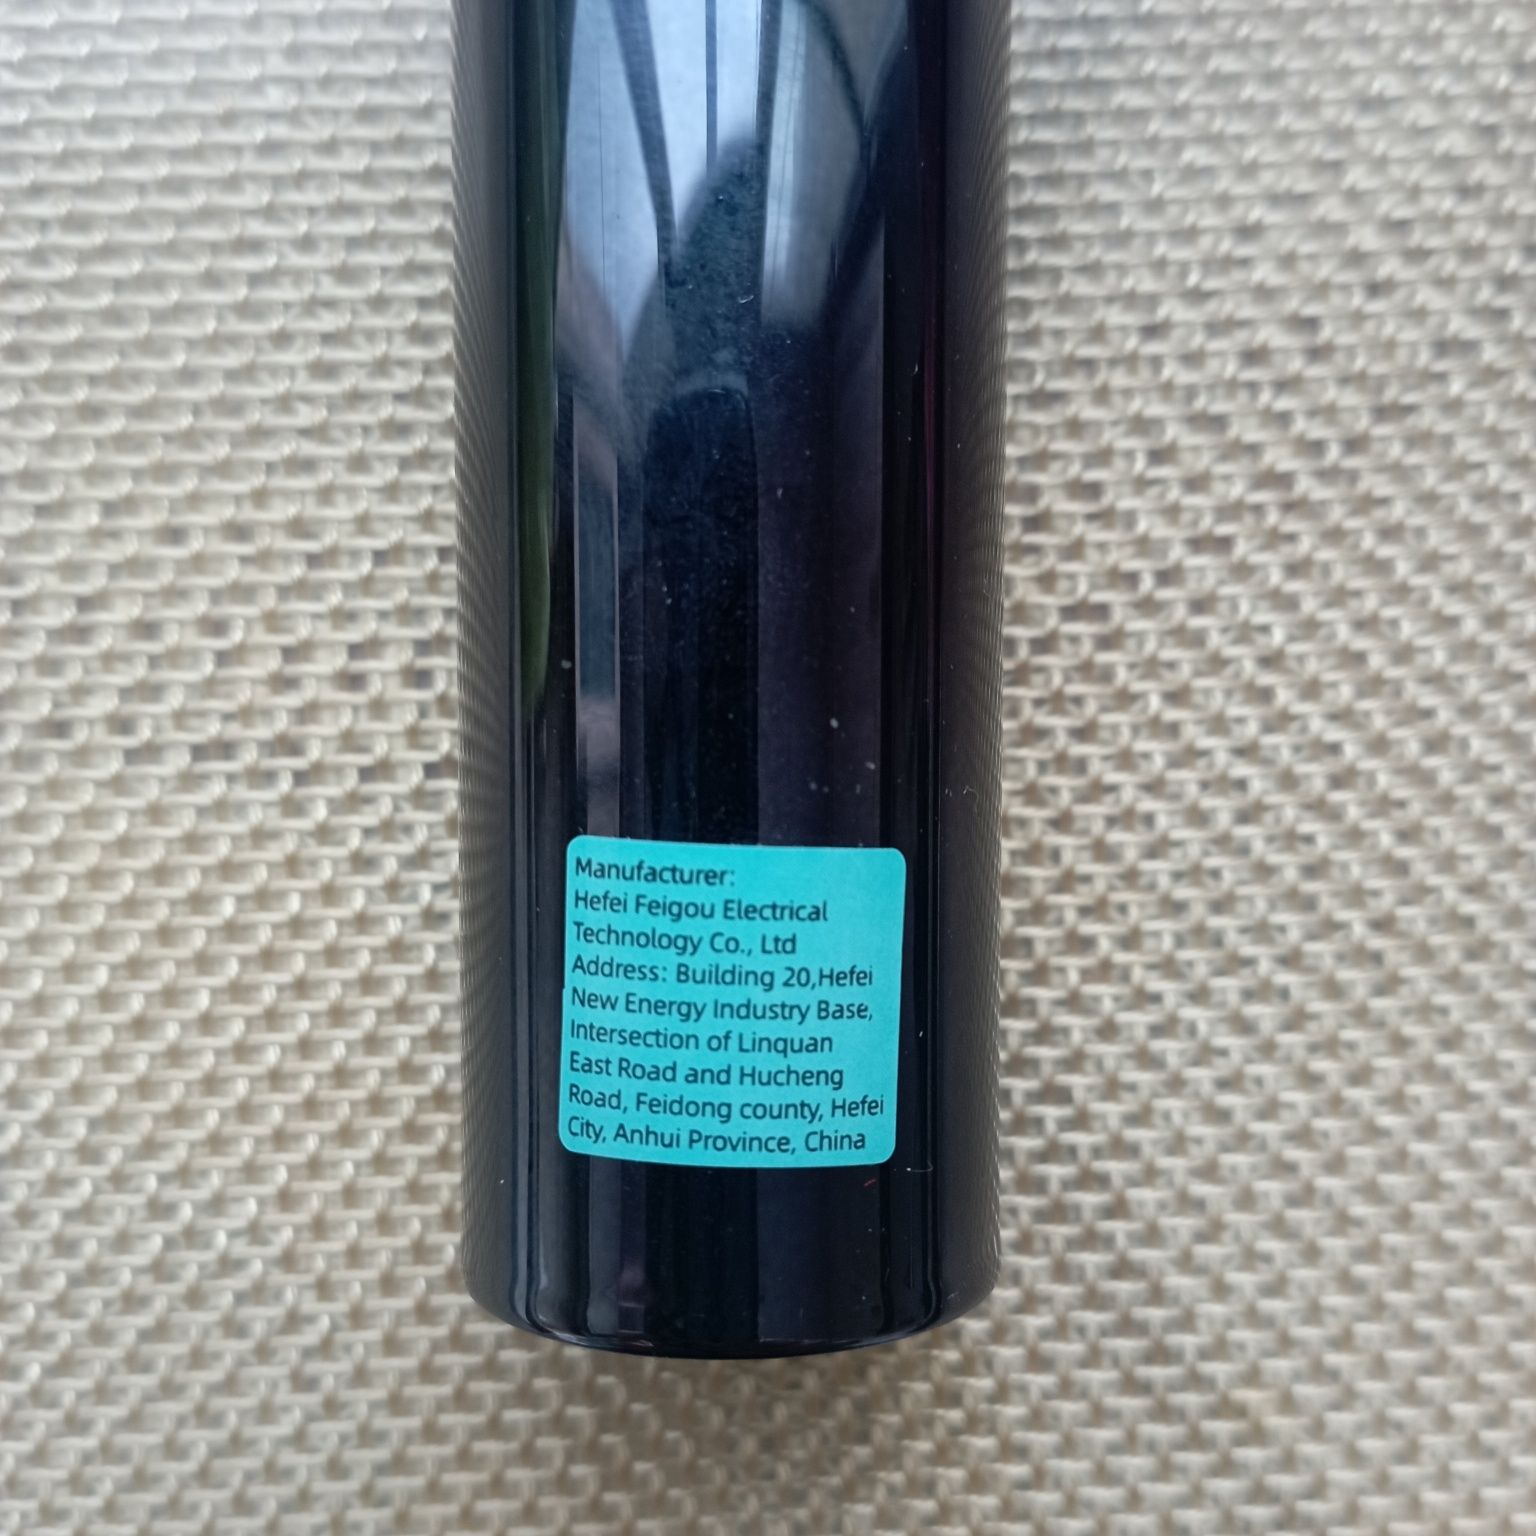 Manufacturer:
Hefei Feigou Electrical
Technology Co., Ltd
Address: Building 20,Hefei
New Energy Industry Base,
Intersection of Linquan
East Road and Hucheng
Road, Feidong county, Hefei
City, Anhui Province, China